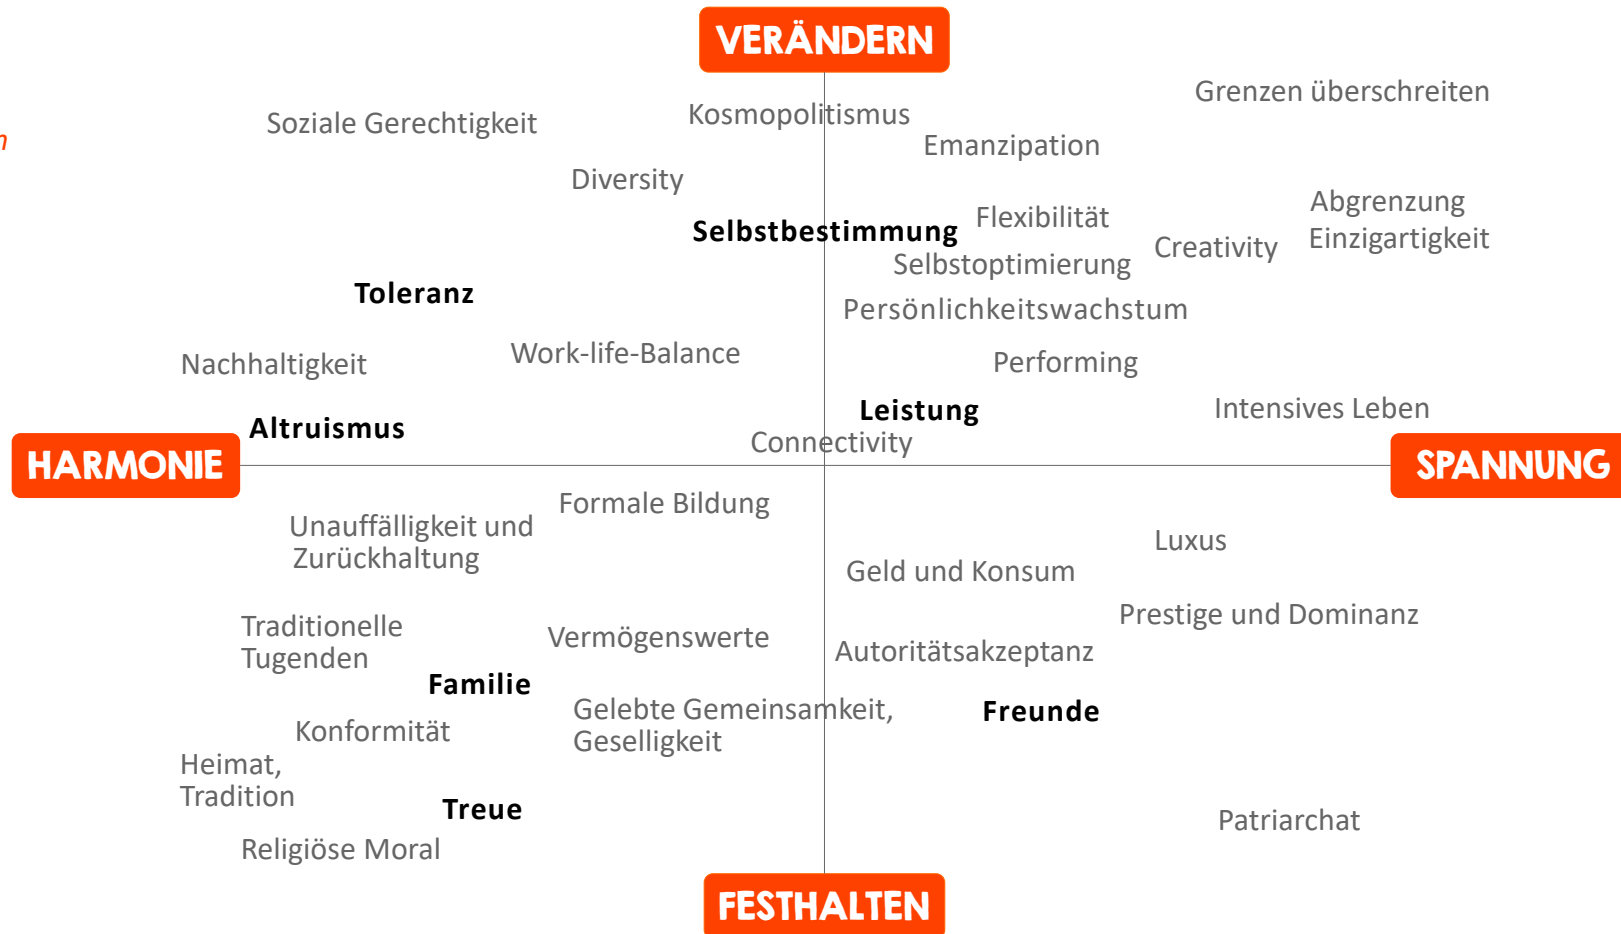 VERÄNDERN
Grenzen überschreiten
Kosmopolitismus
Soziale Gerechtigkeit
Emanzipation
Diversity
Abgrenzung
Einzigartigkeit
Flexibilität
Selbstbestimmung
Creativity
Selbstoptimierung
Toleranz
Persönlichkeitswachstum
Work-life-Balance
Nachhaltigkeit
Performing
Leistung
Intensives Leben
Altruismus
Connectivity
HARMONIE
SPANNUNG
Formale Bildung
Unauffälligkeit und
Zurückhaltung
Luxus
Geld und Konsum
Prestige und Dominanz
Traditionelle
Tugenden
Vermögenswerte
Autoritätsakzeptanz
Familie
Gelebte Gemeinsamkeit,
Geselligkeit
Freunde
Konformität
Heimat,
Tradition
Treue
Patriarchat
Religiöse Moral
FESTHALTEN